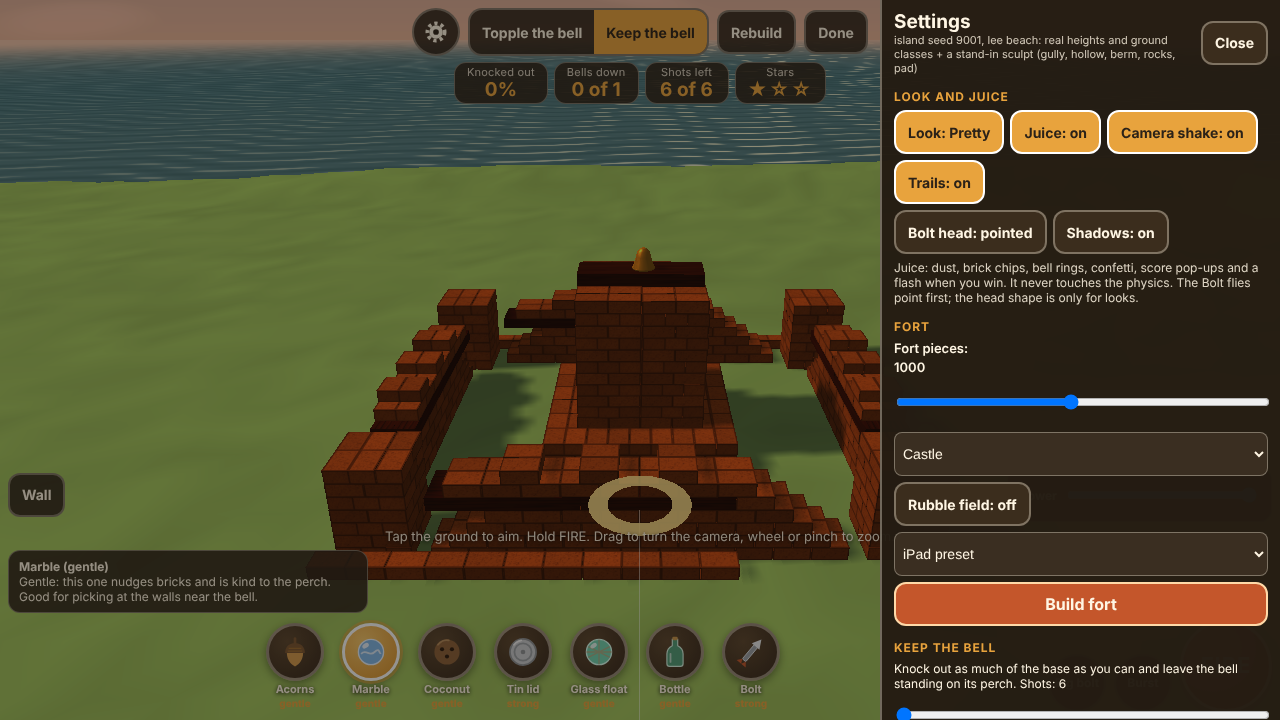 Toggle the bell
Keep the bell
Rebuild
Done
Knocked out
0%
Bells down
0 of 1
Shots left
6 of 6
Stars
★ ☆ ☆
Wall
Tap the ground to aim. Hold FIRE. Drag to turn the camera, wheel or pinch to zoo
Marble (gentle)
Gentle: this one nudges bricks and is kind to the perch.
Good for picking at the walls near the bell.
Acorns
Marble
Coconut
Tin lid
Glass float
Bottle
Bolt
Settings
island seed 9001, lee beach: real heights and ground
classes + a stand-in sculpt (gully, hollow, berm, rocks,
pad)
Close
LOOK AND JUICE
Look: Pretty
Juice: on
Camera shake: on
Trails: on
Bolt head: pointed
Shadows: on
Juice: dust, brick chips, bell rings, confetti, score pop-ups and a
flash when you win. It never touches the physics. The Bolt flies
point first; the head shape is only for looks.
FORT
Fort pieces:
1000
Castle
Rubble field: off
iPad preset
Build fort
KEEP THE BELL
Knock out as much of the base as you can and leave the bell
standing on its perch. Shots: 6